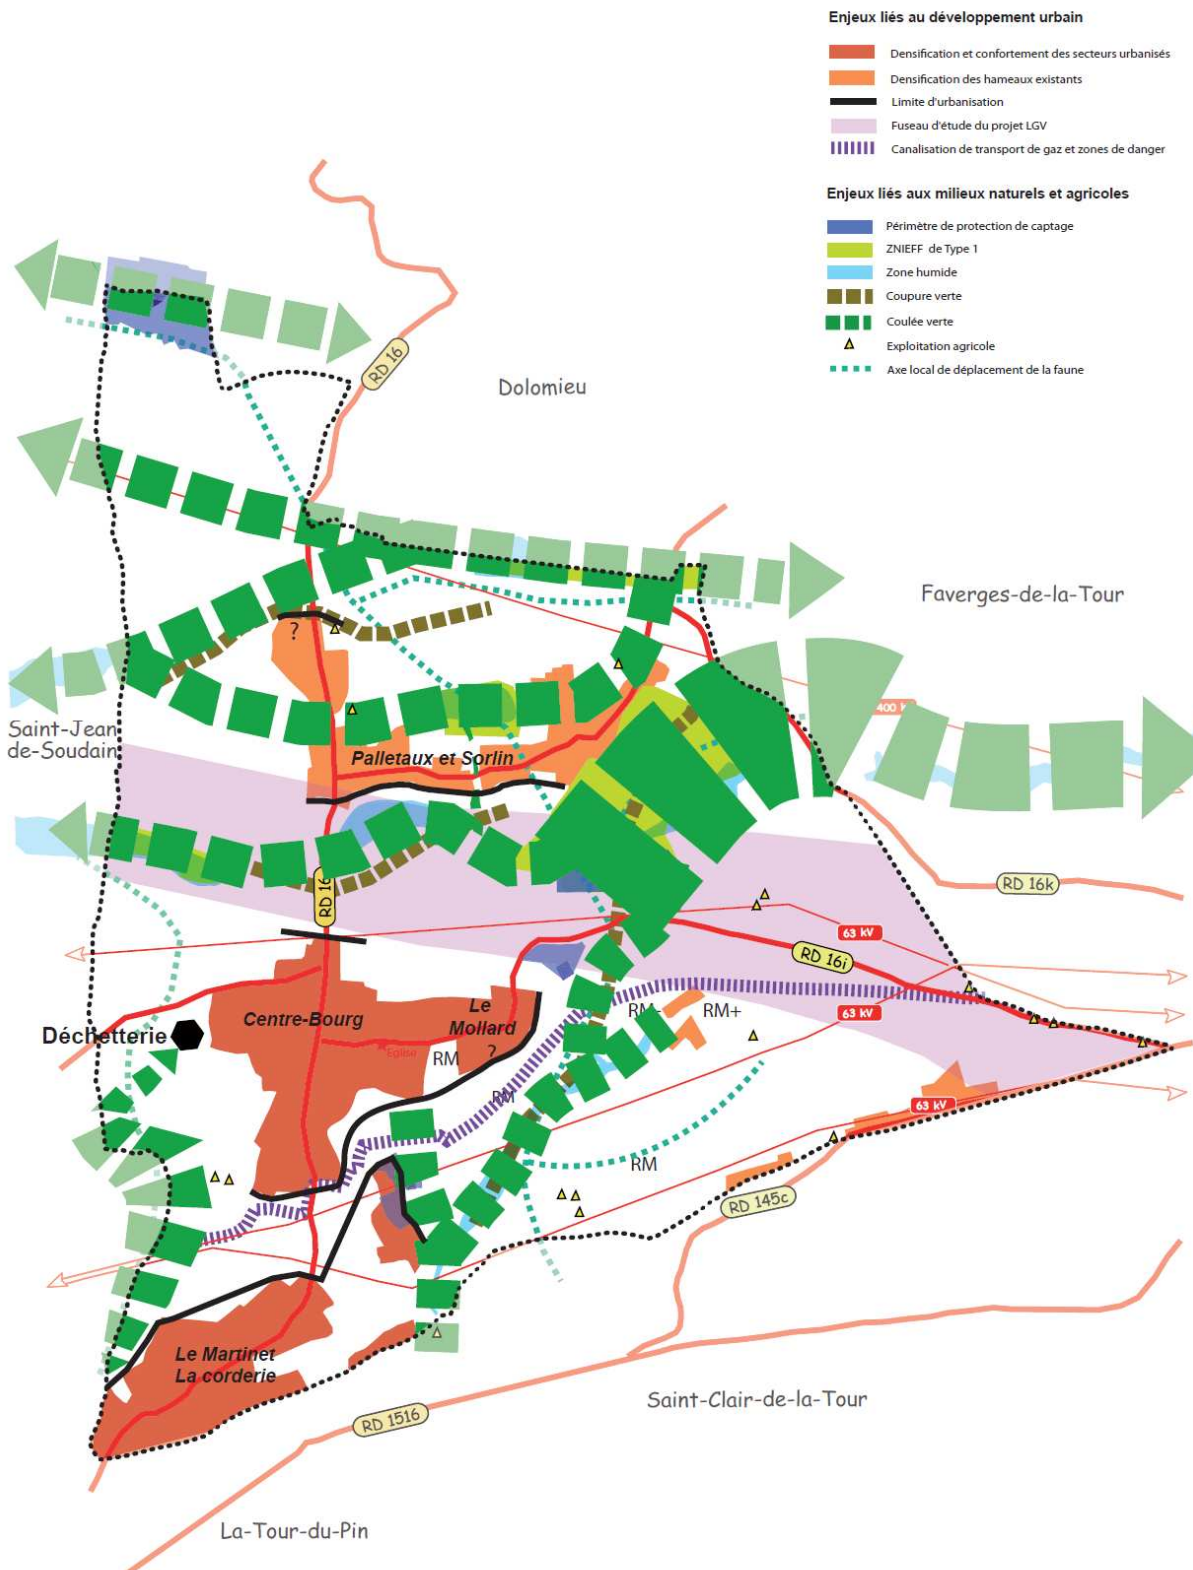 Enjeux liés au développement urbain
Densification et confortement des secteurs urbanisés
Densification des hameaux existants
Limite d'urbanisation
Fuseau d'étude du projet LGV
Canalisation de transport de gaz et zones de danger
Enjeux liés aux milieux naturels et agricoles
Périmètre de protection de captage
ZNIEFF de Type 1
Zone humide
Coupure verte
Coulée verte
Exploitation agricole
Axe local de déplacement de la faune
RD 16
Dolomieu
Faverges-de-la-Tour
?
400 k
Saint-Jean
de-Soudain
Palletaux et Sorlin
RD 16k
RD 16
63 kV
RD 16i
63 kV
RM-
RM+
Centre-Bourg
Le
Mollard
?
Déchetterie
Eglise
RM
RM
63 kV
RM
RD 145c
Le Martinet
La corderie
Saint-Clair-de-la-Tour
RD 1516
La-Tour-du-Pin